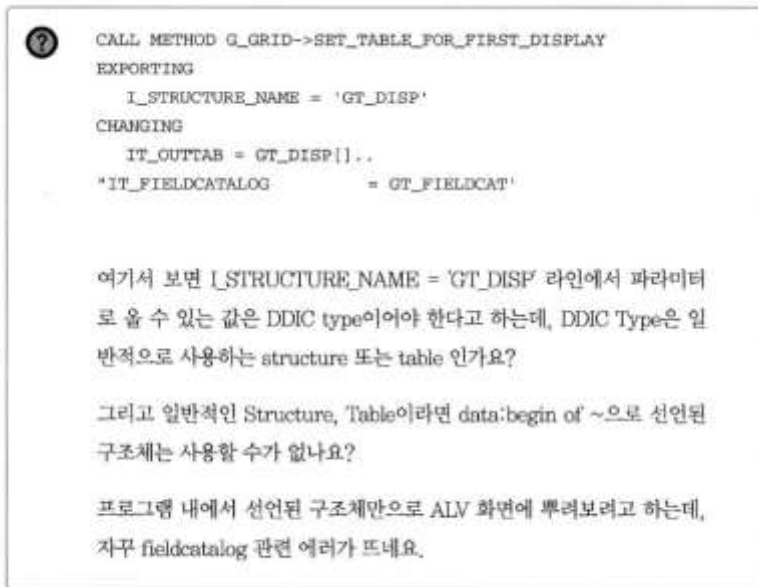 ?
CALL METHOD G_GRID->SET_TABLE_FOR_FIRST_DISPLAY
EXPORTING
I_STRUCTURE_NAME = 'GT_DISP'
CHANGING
IT_OUTTAB = GT_DISP[]..
"IT_FIELDCATALOG = GT_FIELDCAT'
여기서 보면 I_STRUCTURE_NAME = 'GT_DISP' 라인에서 파라미터
로 올 수 있는 값은 DDIC type이어야 한다고 하는데, DDIC Type은 일
반적으로 사용하는 structure 또는 table 인가요?
그리고 일반적인 Structure, Table이라면 data:begin of ~으로 선언된
구조체는 사용할 수가 없나요?
프로그램 내에서 선언된 구조체만으로 ALV 화면에 뿌려보려고 하는데,
자꾸 fieldcatalog 관련 에러가 뜨네요.